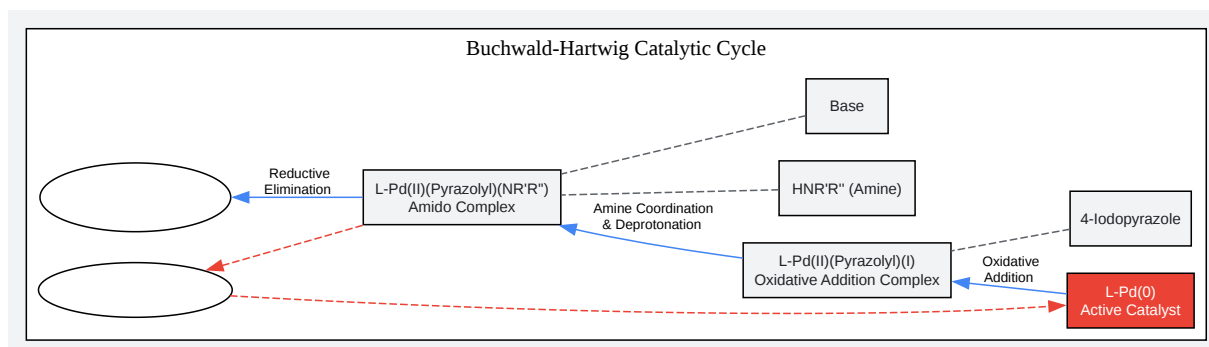 Buchwald-Hartwig Catalytic Cycle
Base
Reductive
Elimination
L-Pd(II)(Pyrazolyl)(NR'R")
Amido Complex
HNR'R" (Amine)
Amine Coordination
& Deprotonation
4-Iodopyrazole
L-Pd(II)(Pyrazolyl)(I)
Oxidative Addition Complex
Oxidative
Addition
L-Pd(0)
Active Catalyst